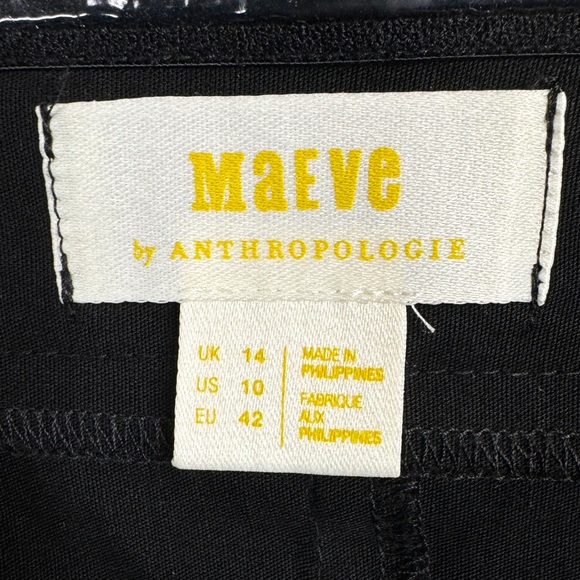 MaEve
by ANTHROPOLOGIE
UK 14
US 10
EU 42
MADE IN
PHILIPPINES
FABRIQUE
AUX
PHILIPPINES